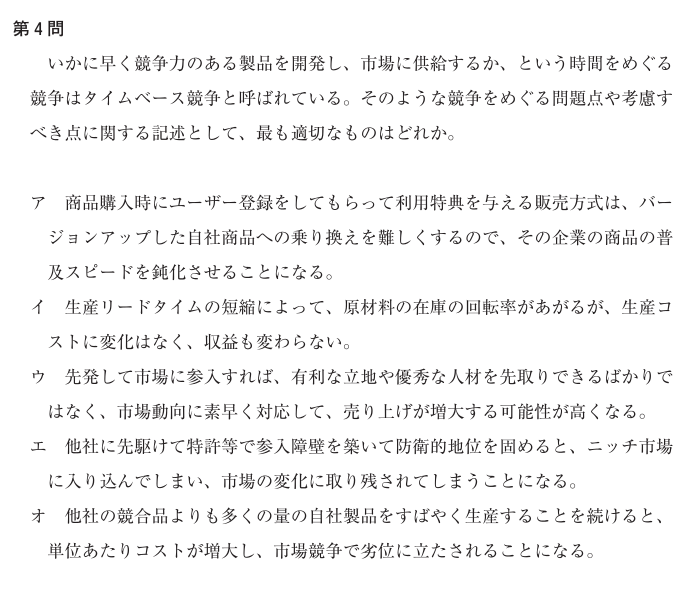 第4問
いかに早く競争力のある製品を開発し、市場に供給するか、という時間をめぐる
競争はタイムベース競争と呼ばれている。そのような競争をめぐる問題点や考慮す
べき点に関する記述として、最も適切なものはどれか。
ア　商品購入時にユーザー登録をしてもらって利用特典を与える販売方式は、バー
ジョンアップした自社商品への乗り換えを難しくするので、その企業の商品の普
及スピードを鈍化させることになる。
イ　生産リードタイムの短縮によって、原材料の在庫の回転率があがるが、生産コ
ストに変化はなく、収益も変わらない。
ウ　先発して市場に参入すれば、有利な立地や優秀な人材を先取りできるばかりで
はなく、市場動向に素早く対応して、売り上げが増大する可能性が高くなる。
エ　他社に先駆けて特許等で参入障壁を築いて防衛的地位を固めると、ニッチ市場
に入り込んでしまい、市場の変化に取り残されてしまうことになる。
オ　他社の競合品よりも多くの量の自社製品をすばやく生産することを続けると、
単位あたりコストが増大し、市場競争で劣位に立たされることになる。